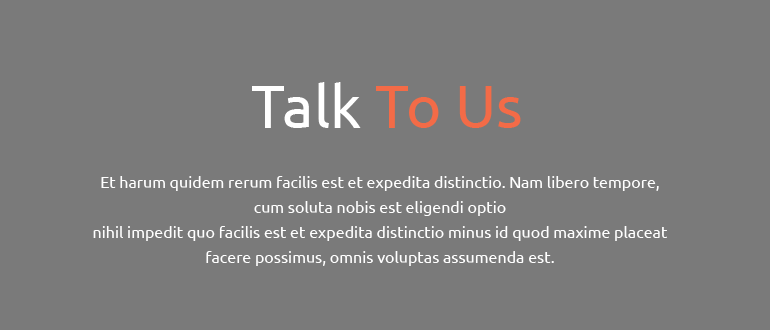 Talk To Us
Et harum quidem rerum facilis est et expedita distinctio. Nam libero tempore,
cum soluta nobis est eligendi optio
nihil impedit quo facilis est et expedita distinctio minus id quod maxime placeat
facere possimus, omnis voluptas assumenda est.